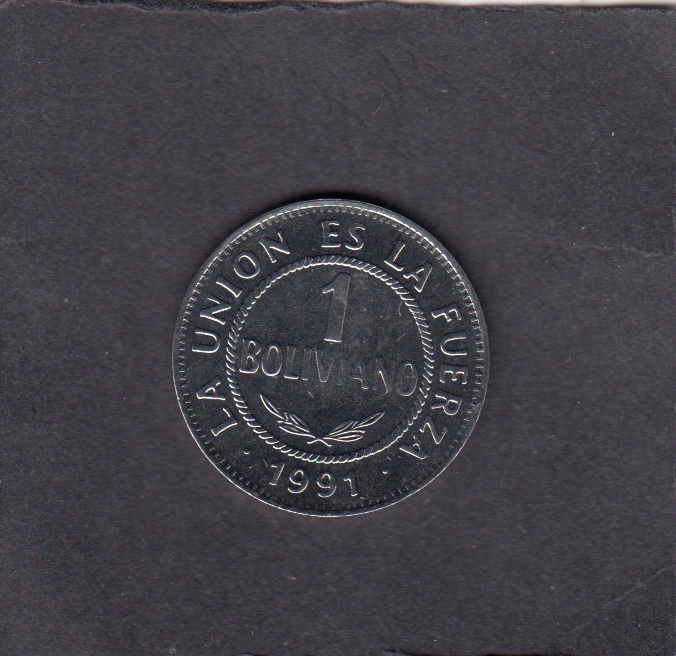 LA UNION ES LA FUERZA
1
BOLIVIANO
· 1991 ·